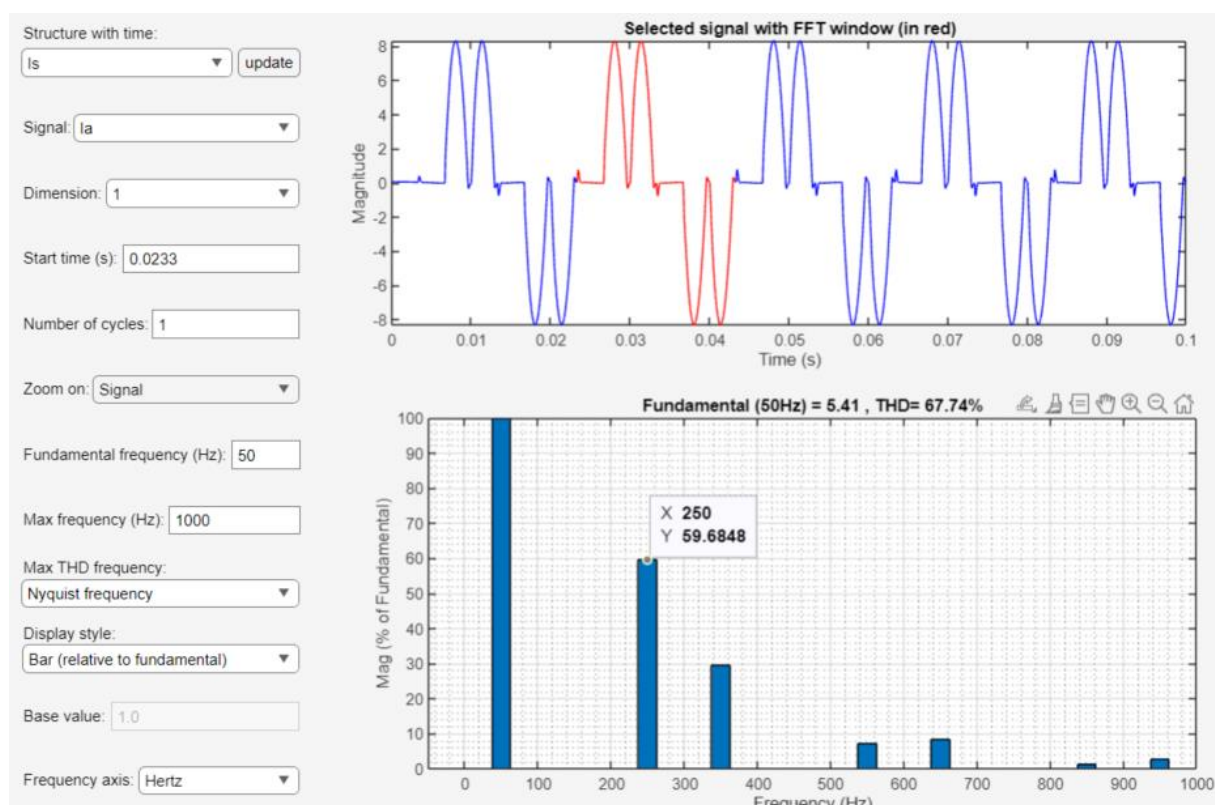 Structure with time:
Is
update
Signal: Ia
Dimension: 1
Start time (s): 0.0233
Number of cycles: 1
Zoom on: Signal
Fundamental frequency (Hz): 50
Max frequency (Hz): 1000
Max THD frequency:
Nyquist frequency
Display style:
Bar (relative to fundamental)
Base value: 1.0
Frequency axis: Hertz
Selected signal with FFT window (in red)
Magnitude
8
6
4
2
0
-2
-4
-6
-8
0 0.01 0.02 0.03 0.04 0.05 0.06 0.07 0.08 0.09 0.1
Time (s)
Fundamental (50Hz) = 5.41 , THD= 67.74%
Mag (% of Fundamental)
100
90
80
70
60
50
40
30
20
10
0
X 250
Y 59.6848
0 100 200 300 400 500 600 700 800 900 1000
Frequency (Hz)